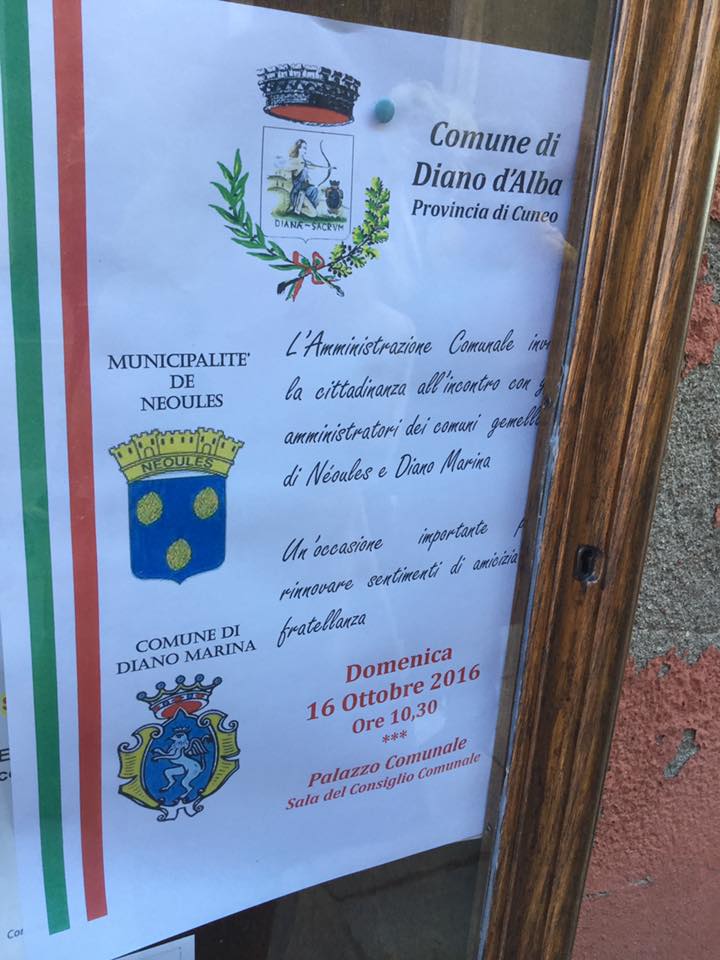 Comune di
Diano d'Alba
Provincia di Cuneo
DIANÆ-SACRVM
MUNICIPALITE'
DE
NEOULES
NÉOULES
L'Amministrazione Comunale
la cittadinanza all'incontro con
amministratori dei comuni
di Néoules e Diano Marina
Un'occasione importante
rinnovare sentimenti di amicizia
fratellanza
COMUNE DI
DIANO MARINA
Domenica
16 Ottobre 2016
Ore 10,30
***
Palazzo Comunale
Sala del Consiglio Comunale